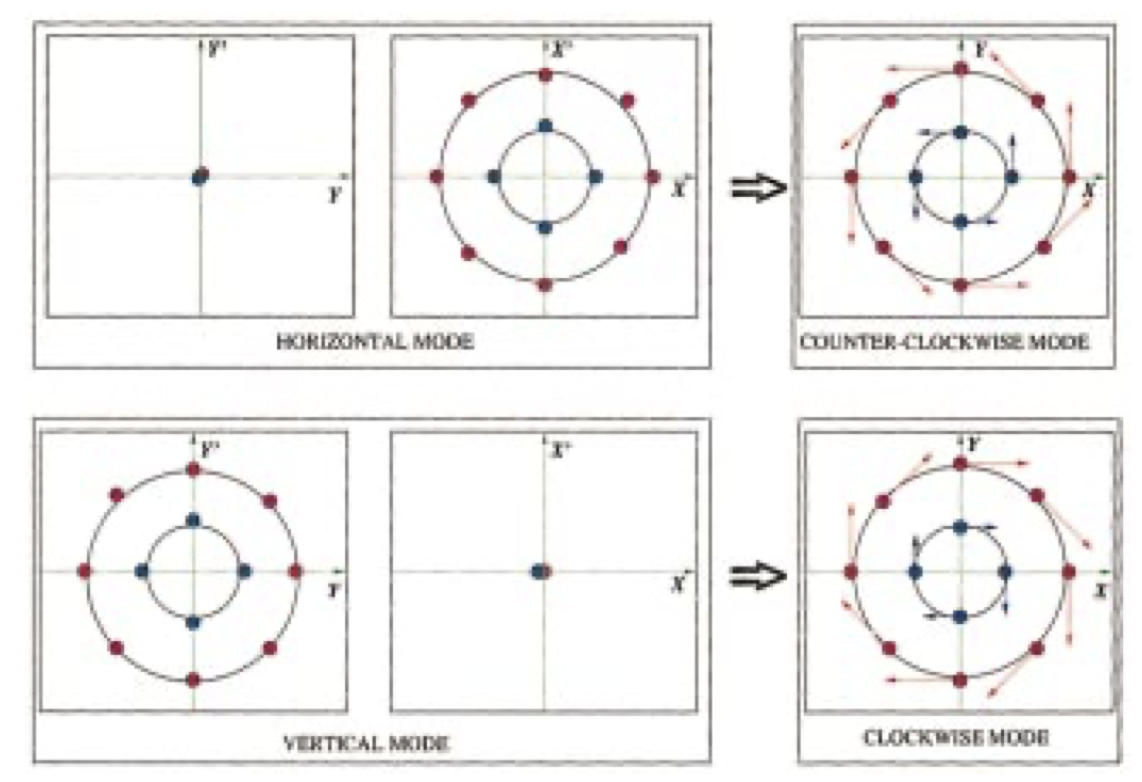 Y'
Y
X'
X
HORIZONTAL MODE
Y
X
COUNTER-CLOCKWISE MODE
Y'
Y
X'
X
VERTICAL MODE
Y
X
CLOCKWISE MODE